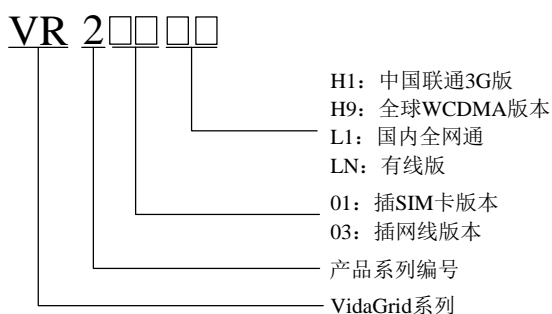 VR 2□□ □□
H1：中国联通3G版
H9：全球WCDMA版本
L1：国内全网通
LN：有线版
01：插SIM卡版本
03：插网线版本
产品系列编号
VidaGrid系列